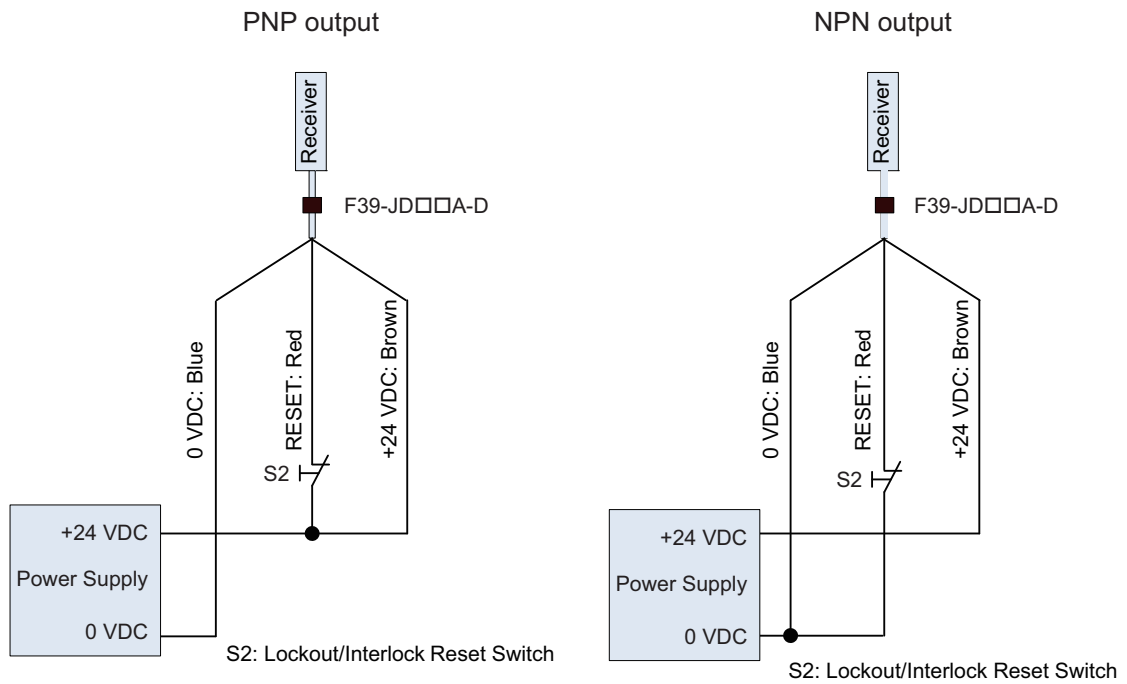 PNP output
Receiver
F39-JD□□A-D
0 VDC: Blue
RESET: Red
+24 VDC: Brown
S2
+24 VDC
Power Supply
0 VDC
S2: Lockout/Interlock Reset Switch
NPN output
Receiver
F39-JD□□A-D
0 VDC: Blue
RESET: Red
+24 VDC: Brown
S2
+24 VDC
Power Supply
0 VDC
S2: Lockout/Interlock Reset Switch